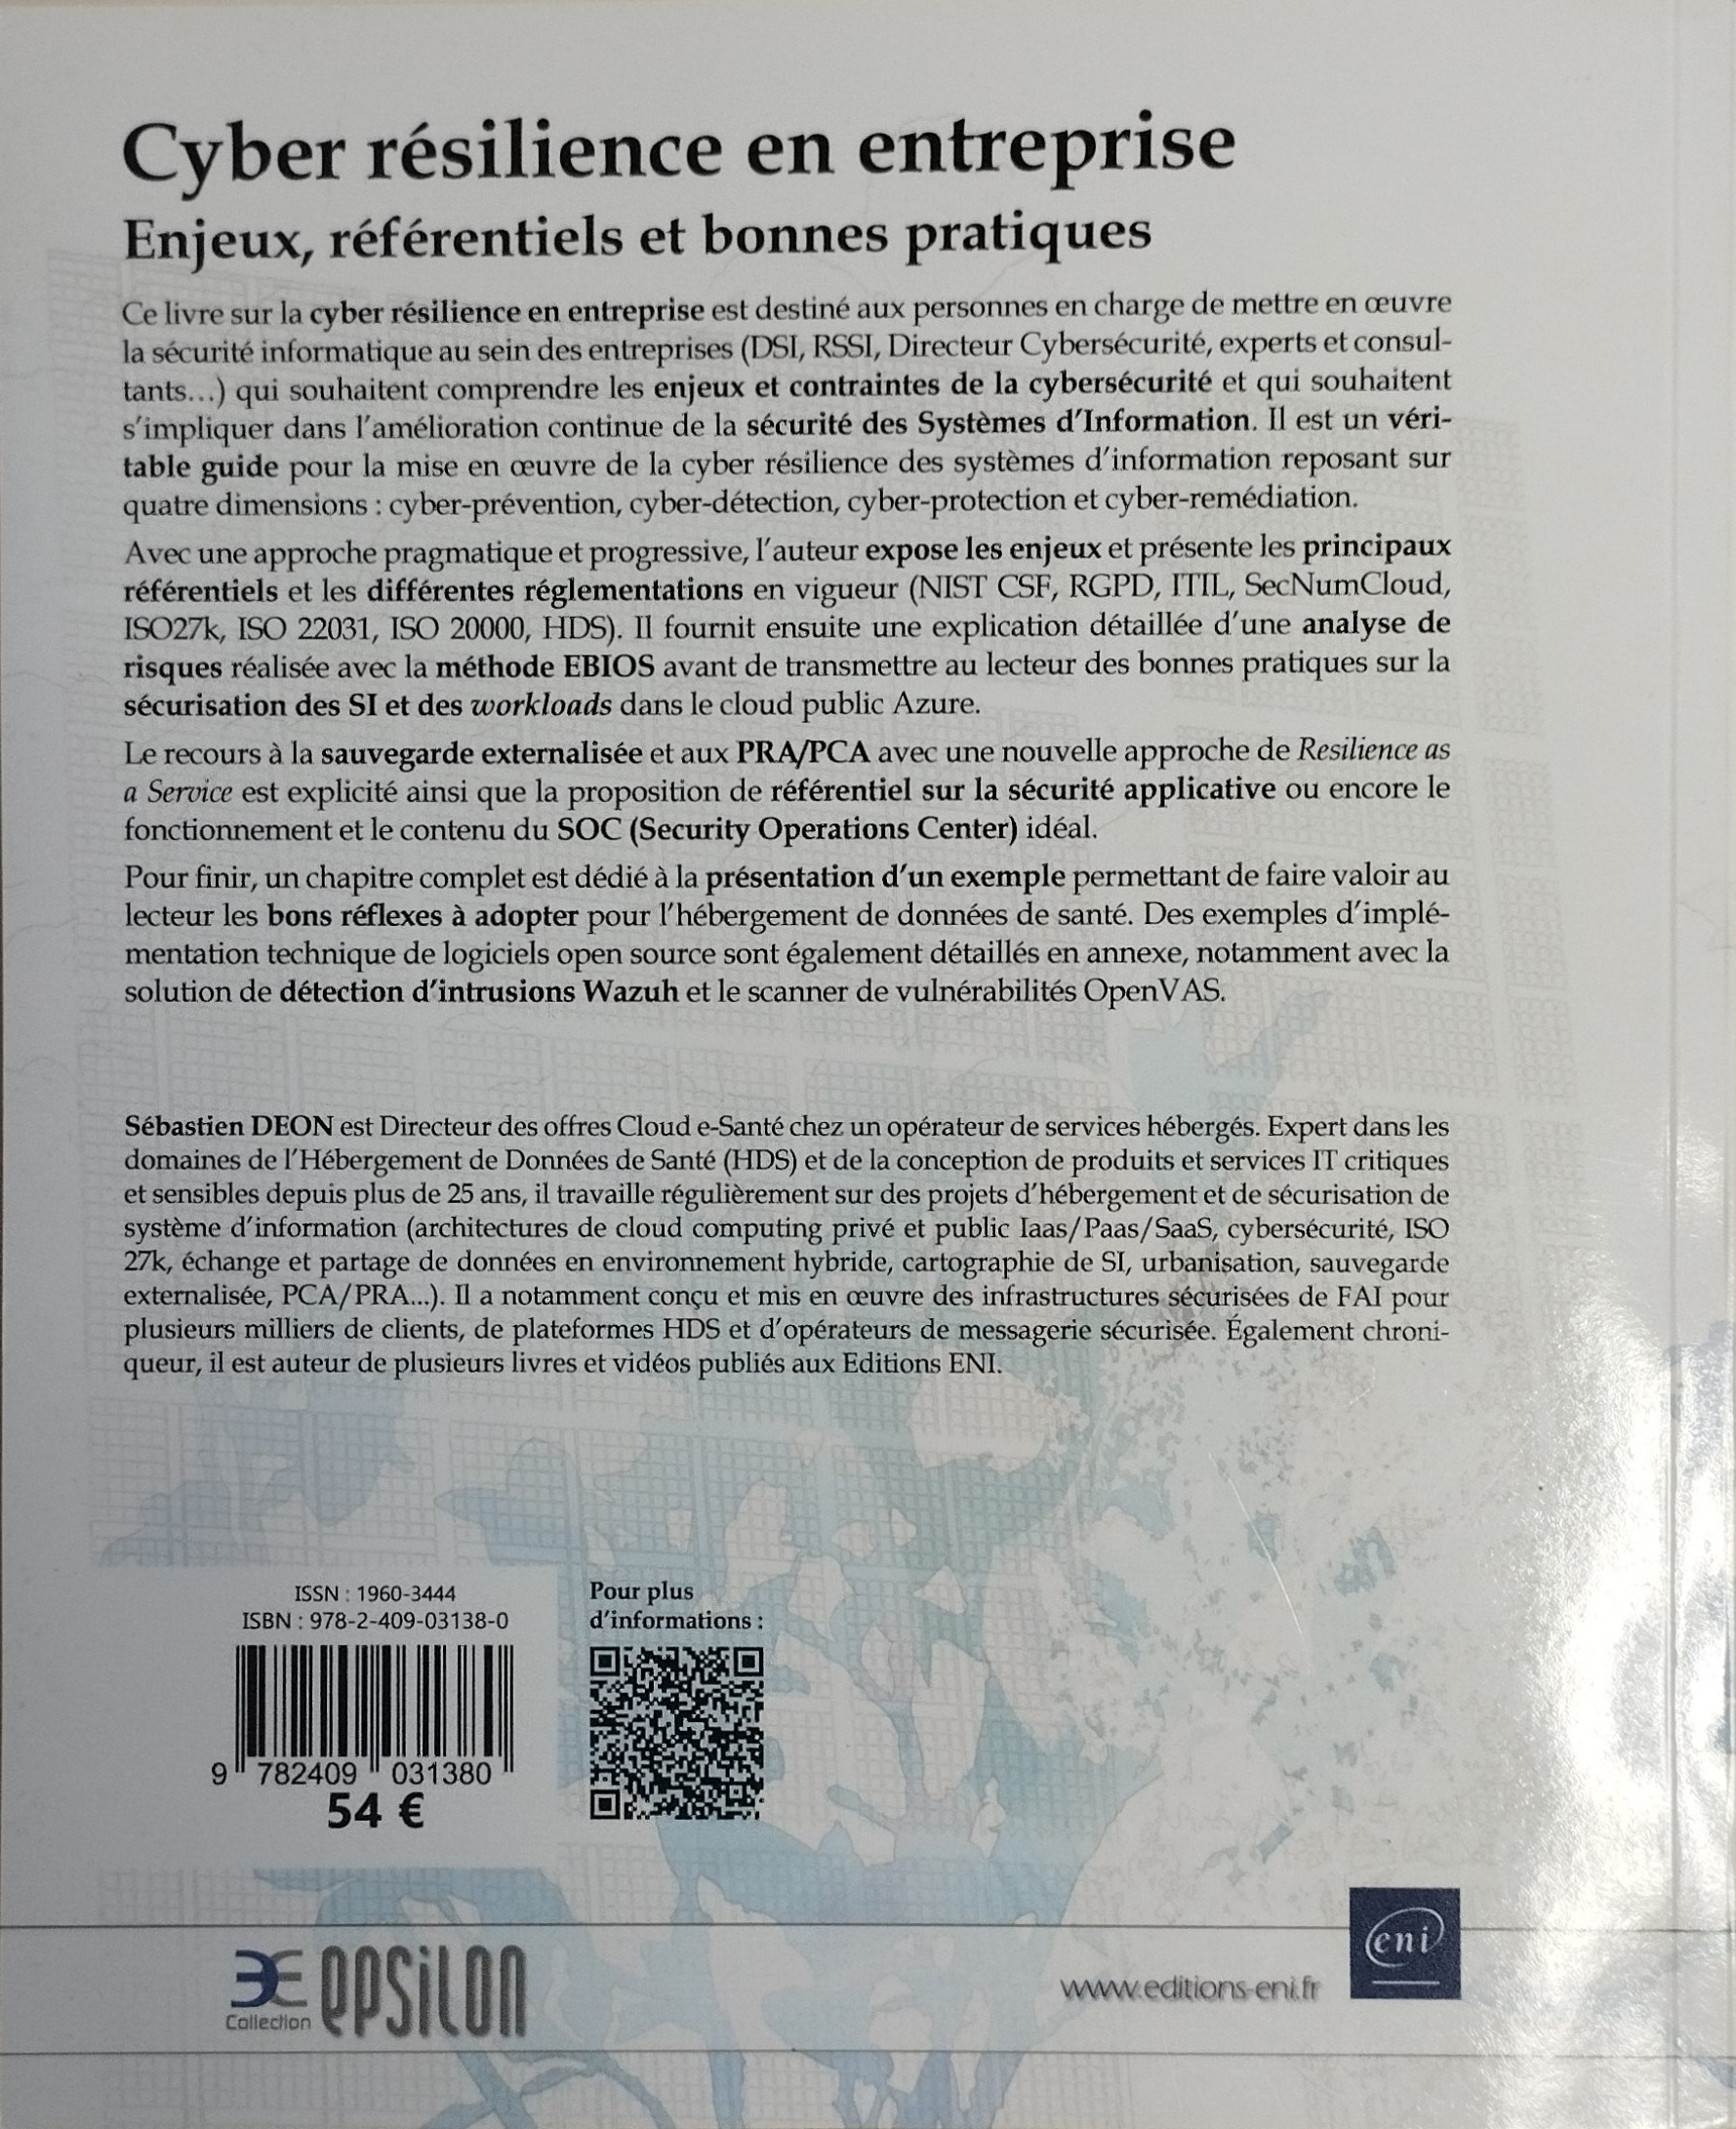 Cyber résilience en entreprise
Enjeux, référentiels et bonnes pratiques
Ce livre sur la cyber résilience en entreprise est destiné aux personnes en charge de mettre en œuvre
la sécurité informatique au sein des entreprises (DSI, RSSI, Directeur Cybersécurité, experts et consul-
tants…) qui souhaitent comprendre les enjeux et contraintes de la cybersécurité et qui souhaitent
s'impliquer dans l'amélioration continue de la sécurité des Systèmes d'Information. Il est un véri-
table guide pour la mise en œuvre de la cyber résilience des systèmes d'information reposant sur
quatre dimensions : cyber-prévention, cyber-détection, cyber-protection et cyber-remédiation.
Avec une approche pragmatique et progressive, l'auteur expose les enjeux et présente les principaux
référentiels et les différentes réglementations en vigueur (NIST CSF, RGPD, ITIL, SecNumCloud,
ISO27k, ISO 22031, ISO 20000, HDS). Il fournit ensuite une explication détaillée d'une analyse de
risques réalisée avec la méthode EBIOS avant de transmettre au lecteur des bonnes pratiques sur la
sécurisation des SI et des workloads dans le cloud public Azure.
Le recours à la sauvegarde externalisée et aux PRA/PCA avec une nouvelle approche de Resilience as
a Service est explicité ainsi que la proposition de référentiel sur la sécurité applicative ou encore le
fonctionnement et le contenu du SOC (Security Operations Center) idéal.
Pour finir, un chapitre complet est dédié à la présentation d'un exemple permettant de faire valoir au
lecteur les bons réflexes à adopter pour l'hébergement de données de santé. Des exemples d'implé-
mentation technique de logiciels open source sont également détaillés en annexe, notamment avec la
solution de détection d'intrusions Wazuh et le scanner de vulnérabilités OpenVAS.
Sébastien DEON est Directeur des offres Cloud e-Santé chez un opérateur de services hébergés. Expert dans les
domaines de l'Hébergement de Données de Santé (HDS) et de la conception de produits et services IT critiques
et sensibles depuis plus de 25 ans, il travaille régulièrement sur des projets d'hébergement et de sécurisation de
système d'information (architectures de cloud computing privé et public Iaas/Paas/SaaS, cybersécurité, ISO
27k, échange et partage de données en environnement hybride, cartographie de SI, urbanisation, sauvegarde
externalisée, PCA/PRA...). Il a notamment conçu et mis en œuvre des infrastructures sécurisées de FAI pour
plusieurs milliers de clients, de plateformes HDS et d'opérateurs de messagerie sécurisée. Également chroni-
queur, il est auteur de plusieurs livres et vidéos publiés aux Editions ENI.
ISSN : 1960-3444
ISBN : 978-2-409-03138-0
9 782409 031380
54 €
Pour plus
d'informations :
Collection epsilon
www.editions-eni.fr
eni